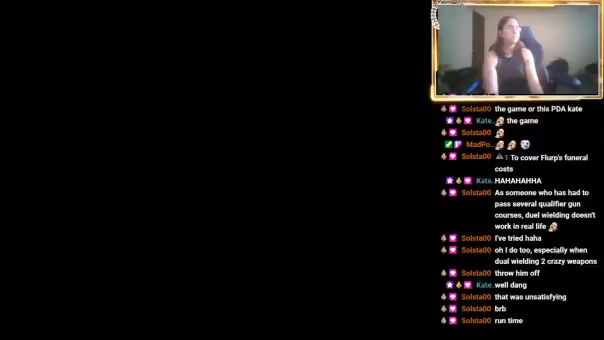 Solsta00 the game or this PDA kate
Kate.. the game
Solsta00
MadPo..
Solsta00 1 To cover Flurp's funeral
costs
Kate.. HAHAHAHHA
Solsta00 As someone who has had to
pass several qualifier gun
courses, duel wielding doesn't
work in real life
Solsta00 I've tried haha
Solsta00 oh I do too, especially when
dual wielding 2 crazy weapons
Solsta00 throw him off
Kate.. well dang
Solsta00 that was unsatisfying
Solsta00 brb
Solsta00 run time